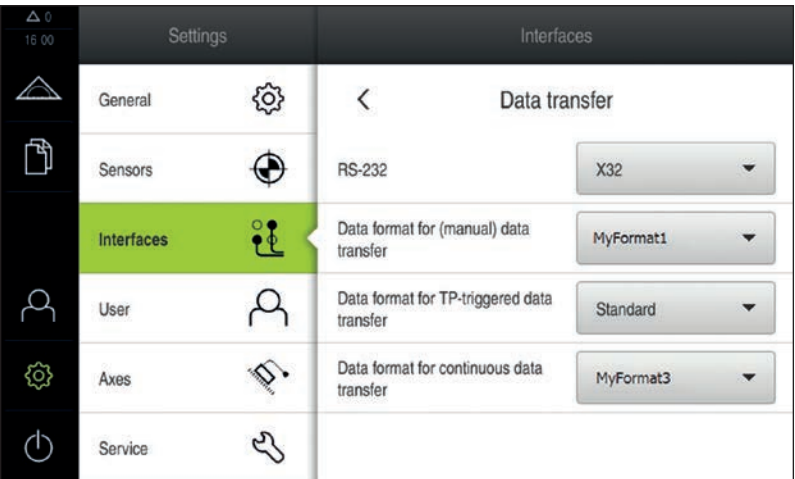 0
16 00
Settings
Interfaces
General
Sensors
Interfaces
User
Axes
Service
Data transfer
RS-232
X32
Data format for (manual) data
transfer
MyFormat1
Data format for TP-triggered data
transfer
Standard
Data format for continuous data
transfer
MyFormat3